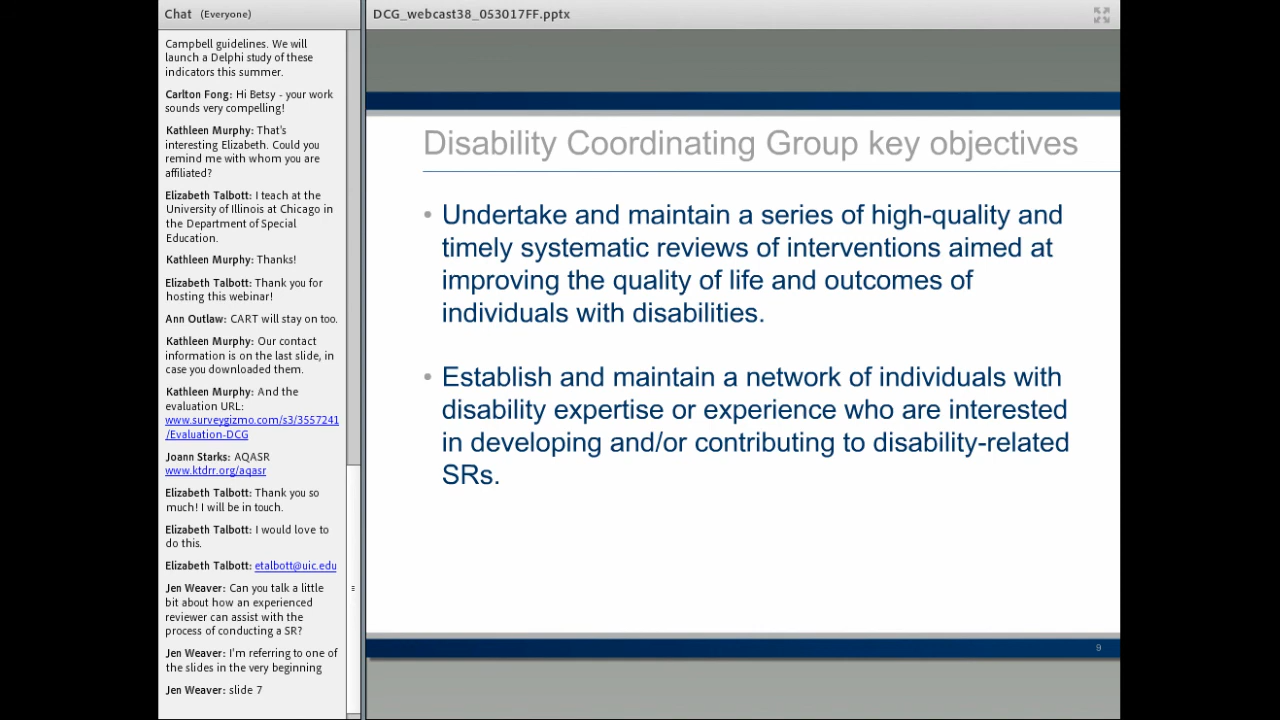 Chat (Everyone)
Campbell guidelines. We will
launch a Delphi study of these
indicators this summer.
Carlton Fong: Hi Betsy - your work
sounds very compelling!
Kathleen Murphy: That's
interesting Elizabeth. Could you
remind me with whom you are
affiliated?
Elizabeth Talbott: I teach at the
University of Illinois at Chicago in
the Department of Special
Education.
Kathleen Murphy: Thanks!
Elizabeth Talbott: Thank you for
hosting this webinar!
Ann Outlaw: CART will stay on too.
Kathleen Murphy: Our contact
information is on the last slide, in
case you downloaded them.
Kathleen Murphy: And the
evaluation URL:
www.surveygizmo.com/s3/3557241
/Evaluation-DCG
Joann Starks: AQASR
www.ktdrr.org/aqasr
Elizabeth Talbott: Thank you so
much! I will be in touch.
Elizabeth Talbott: I would love to
do this.
Elizabeth Talbott: etalbott@uic.edu
Jen Weaver: Can you talk a little
bit about how an experienced
reviewer can assist with the
process of conducting a SR?
Jen Weaver: I'm referring to one of
the slides in the very beginning
Jen Weaver: slide 7
DCG_webcast38_053017FF.pptx
Disability Coordinating Group key objectives
• Undertake and maintain a series of high-quality and
timely systematic reviews of interventions aimed at
improving the quality of life and outcomes of
individuals with disabilities.
• Establish and maintain a network of individuals with
disability expertise or experience who are interested
in developing and/or contributing to disability-related
SRs.
9